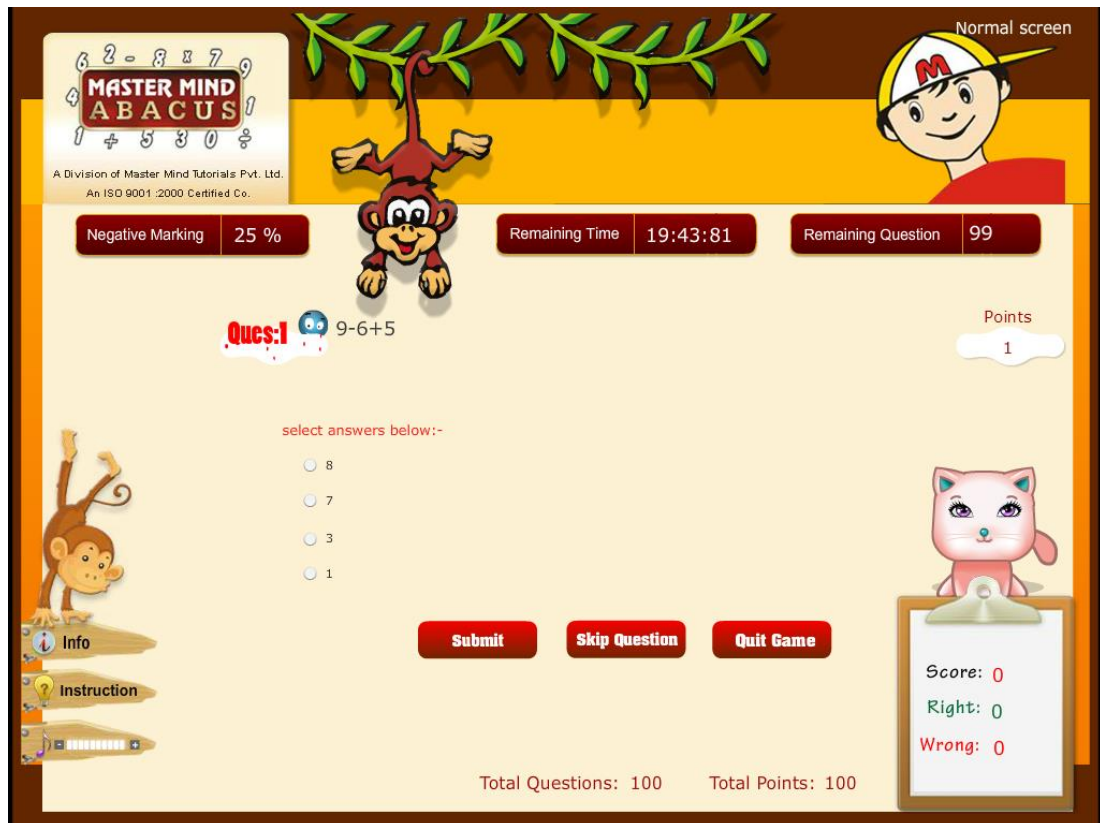 Normal screen
6 2 - 8 x 7 9
4 MASTER MIND
ABACUS 1
1 + 5 3 0 ÷
A Division of Master Mind Tutorials Pvt. Ltd.
An ISO 9001 :2000 Certified Co.
M
Negative Marking 25 %
Remaining Time 19:43:81
Remaining Question 99
Ques:1 9-6+5
Points
1
select answers below:-
8
7
3
1
Submit Skip Question Quit Game
i Info
? Instruction
- +
Score: 0
Right: 0
Wrong: 0
Total Questions: 100 Total Points: 100